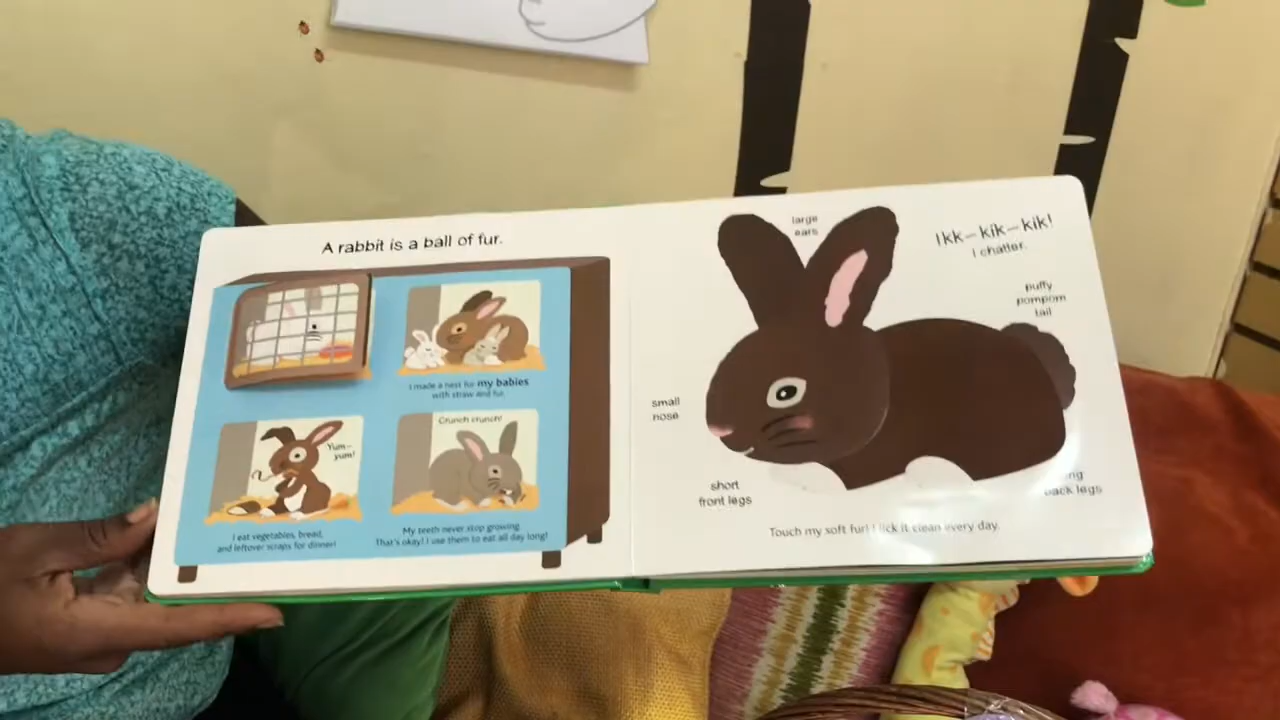 A rabbit is a ball of fur.
I made a nest for my babies
with straw and fur.
Yum-
yum!
I eat vegetables, bread,
and leftover scraps for dinner!
Crunch crunch!
My teeth never stop growing.
That's okay! I use them to eat all day long!
large
ears
Ikk-kik-kik!
I chatter.
puffy
pompom
tail
small
nose
short
front legs
back legs
Touch my soft fur! I lick it clean every day.